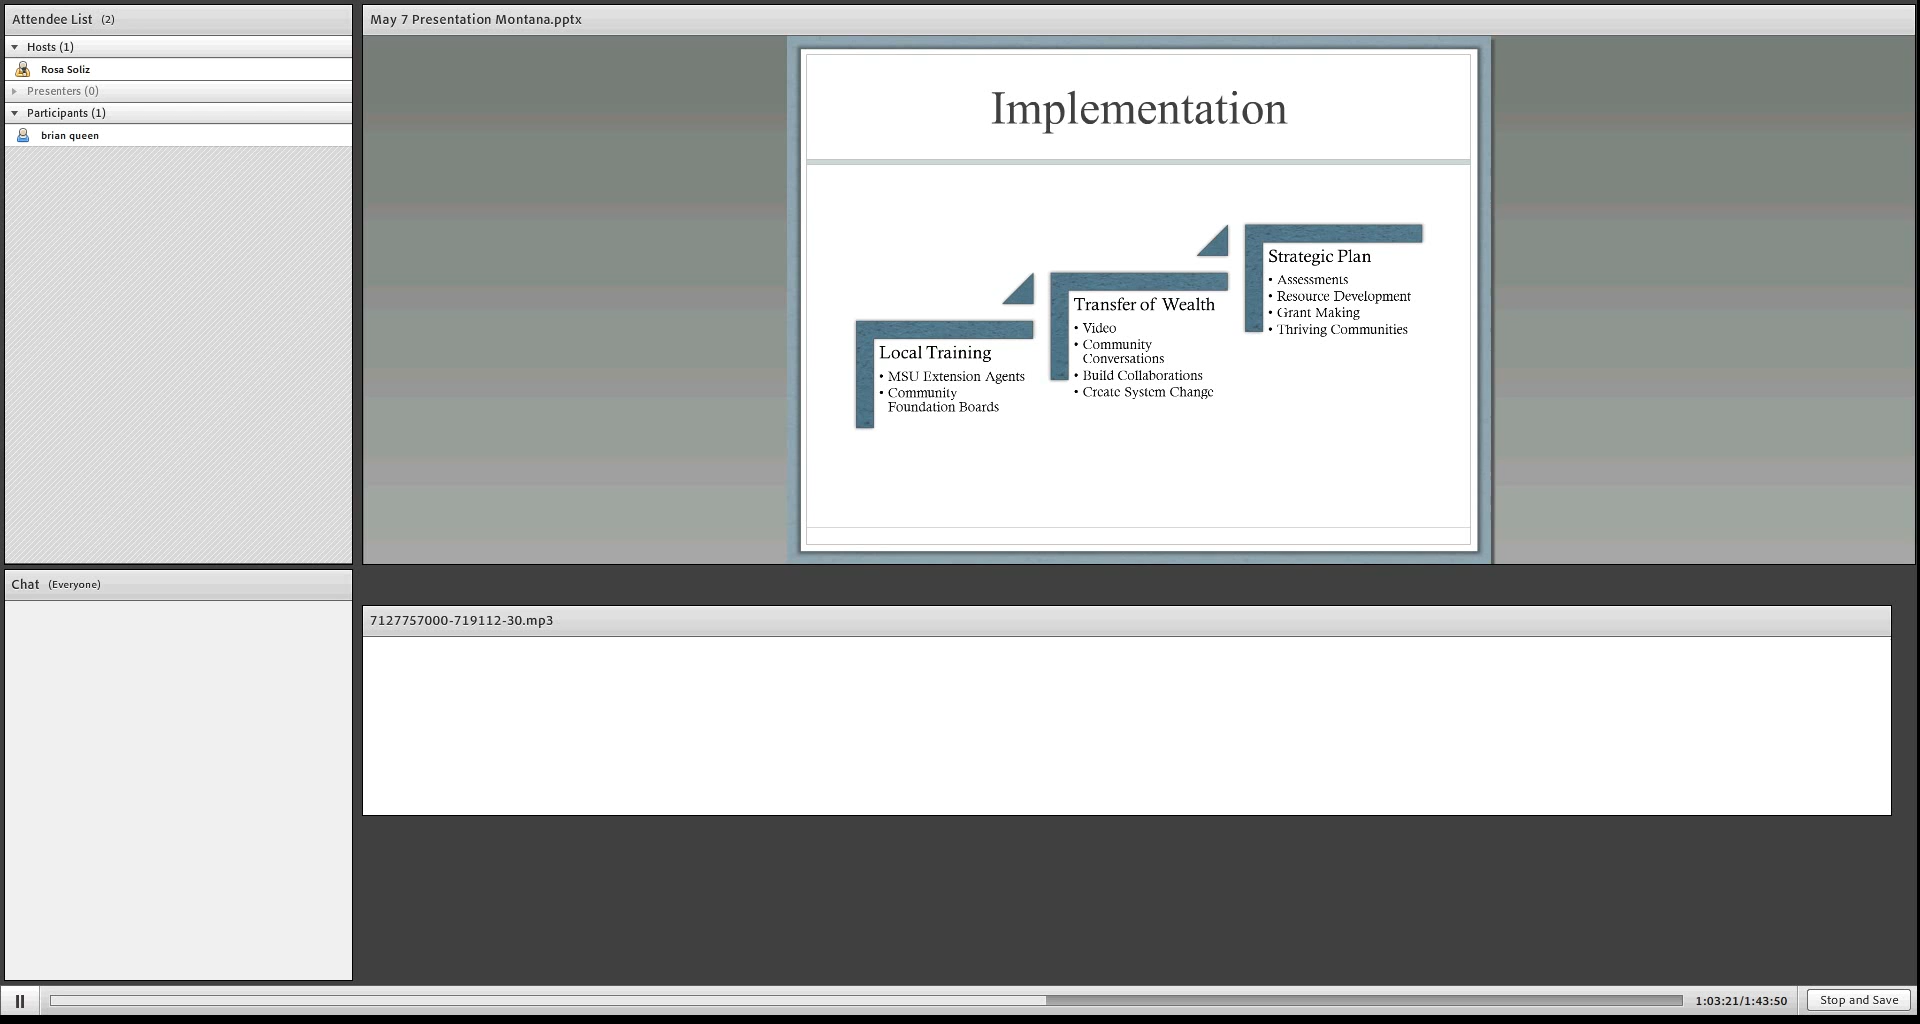 Attendee List (2)
Hosts (1)
Rosa Soliz
Presenters (0)
Participants (1)
brian queen
Chat (Everyone)
May 7 Presentation Montana.pptx
Implementation
Local Training
• MSU Extension Agents
• Community
Foundation Boards
Transfer of Wealth
• Video
• Community
Conversations
• Build Collaborations
• Create System Change
Strategic Plan
• Assessments
• Resource Development
• Grant Making
• Thriving Communities
7127757000-719112-30.mp3
1:03:21/1:43:50
Stop and Save